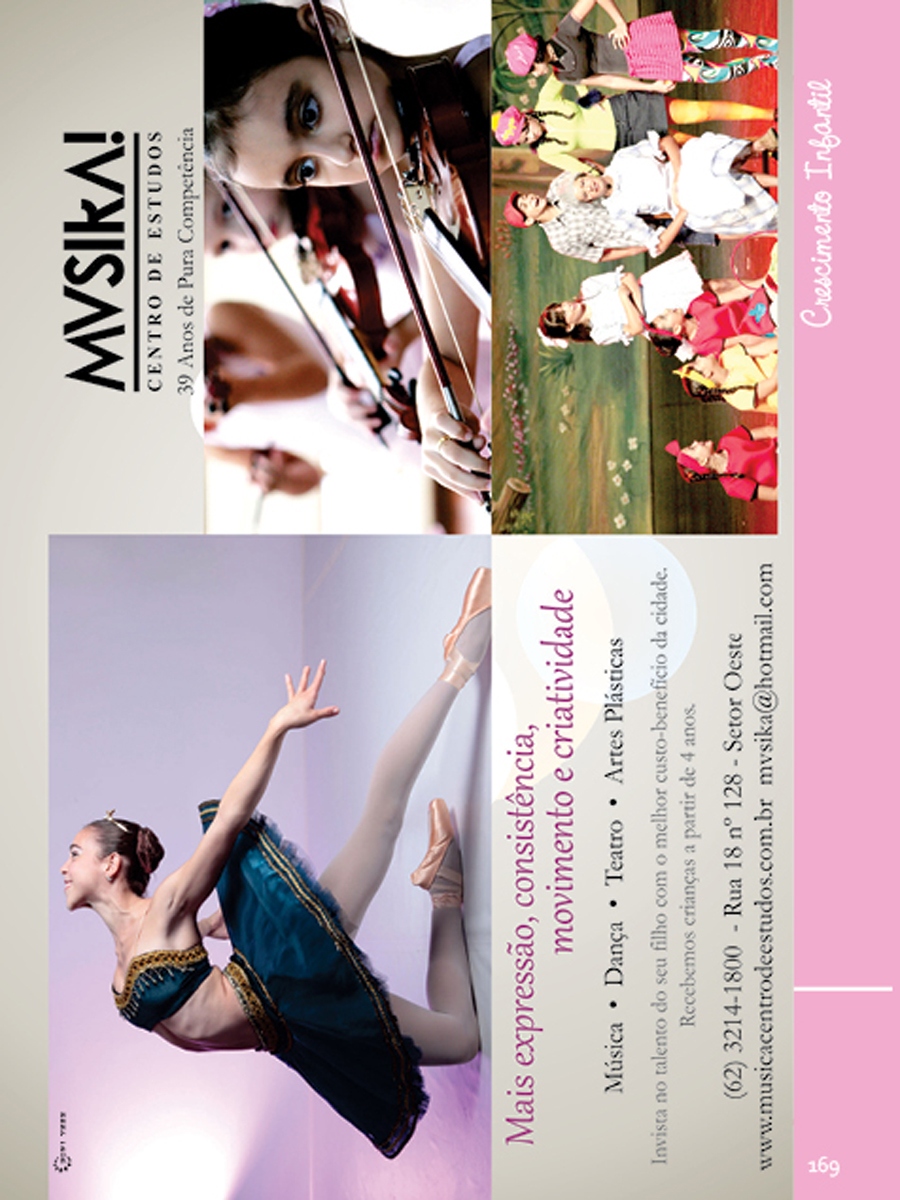 MVSIKA!
CENTRO DE ESTUDOS
39 Anos de Pura Competência
Mais expressão, consistência,
movimento e criatividade
Música • Dança • Teatro • Artes Plásticas
Invista no talento do seu filho com o melhor custo-benefício da cidade.
Recebemos crianças a partir de 4 anos.
(62) 3214-1800 - Rua 18 nº 128 - Setor Oeste
www.musicacentrodeestudos.com.br mvsika@hotmail.com
169
Crescimento Infantil